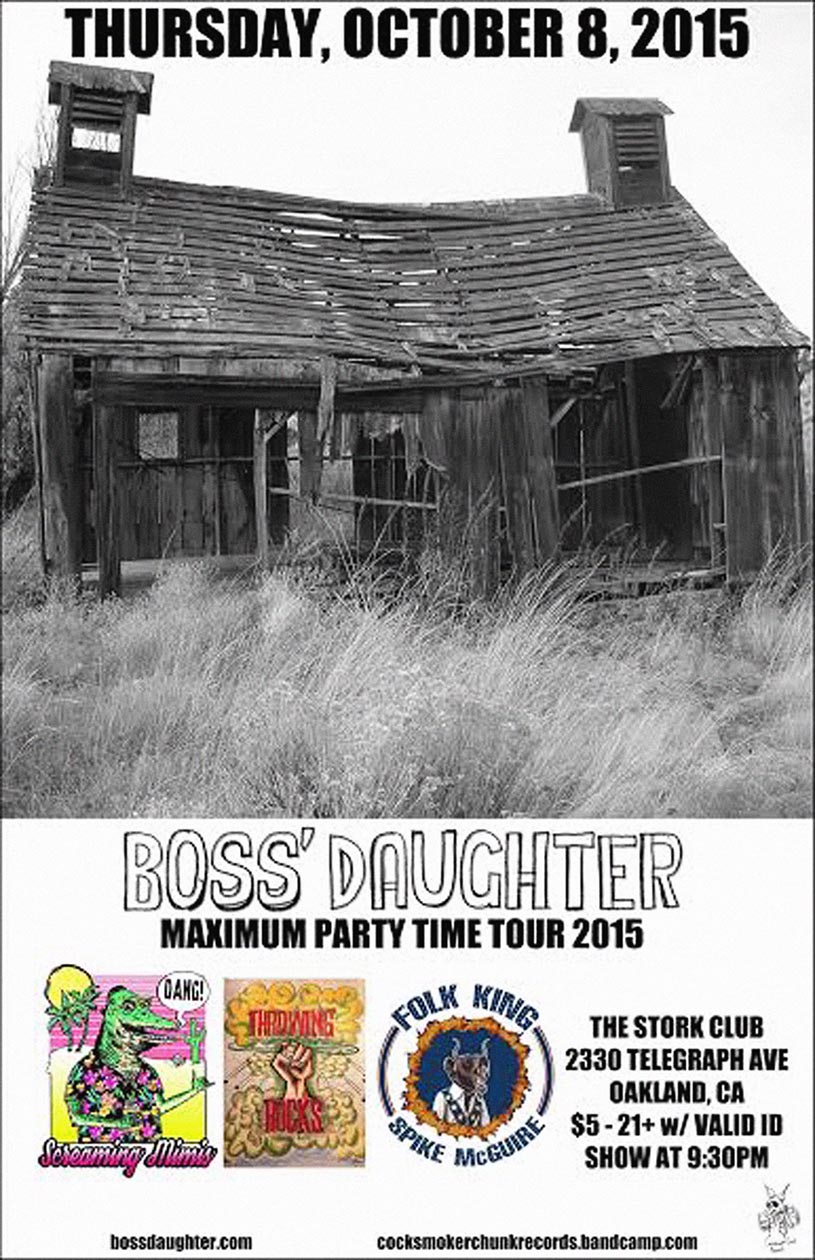 THURSDAY, OCTOBER 8, 2015
BOSS' DAUGHTER
MAXIMUM PARTY TIME TOUR 2015
DANG!
Screaming Mimis
THROWING
ROCKS
FOLK KING
SPIKE McGUIRE
THE STORK CLUB
2330 TELEGRAPH AVE
OAKLAND, CA
$5 - 21+ w/ VALID ID
SHOW AT 9:30PM
bossdaughter.com
cocksmokerchunkrecords.bandcamp.com